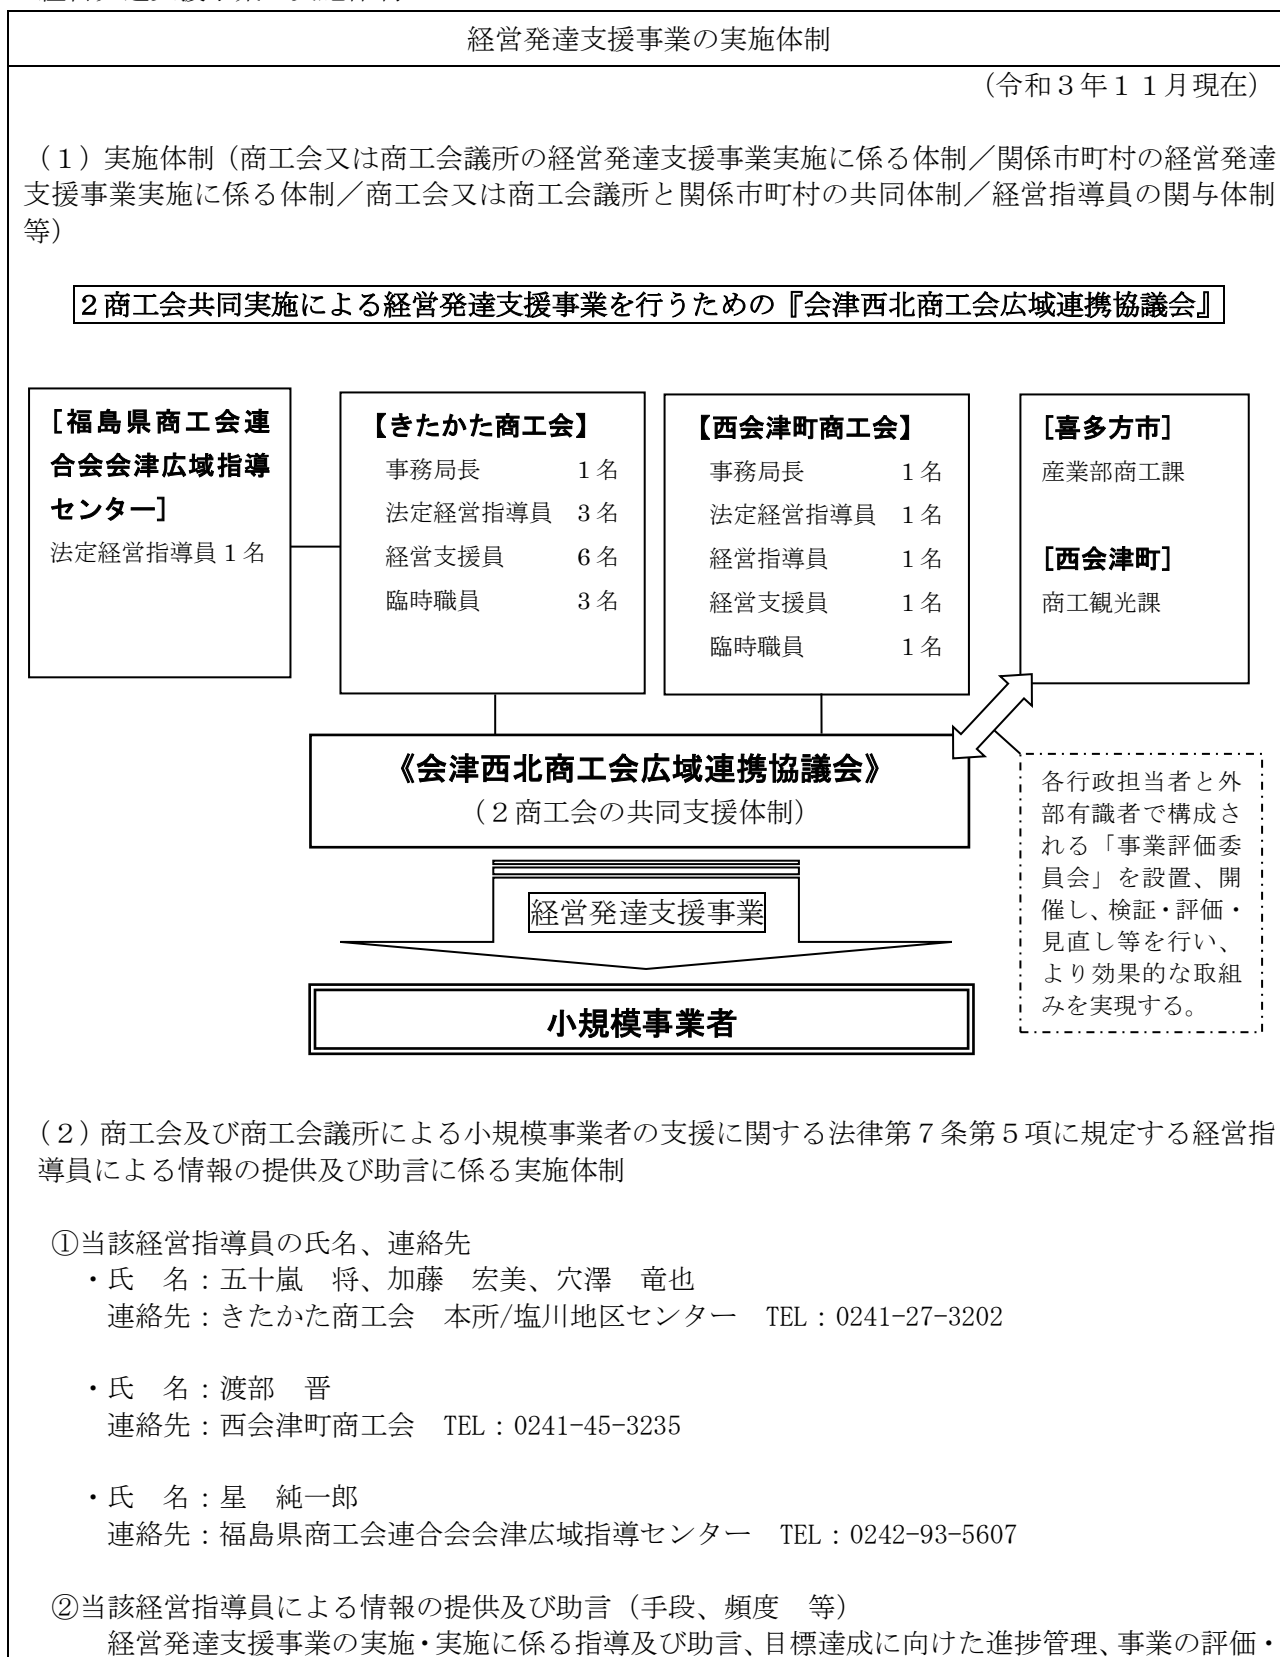 経営発達支援事業の実施体制
(令和3年11月現在)
(1)実施体制(商工会又は商工会議所の経営発達支援事業実施に係る体制/関係市町村の経営発達
支援事業実施に係る体制/商工会又は商工会議所と関係市町村の共同体制/経営指導員の関与体制
等)
2商工会共同実施による経営発達支援事業を行うための『会津西北商工会広域連携協議会』
[福島県商工会連
合会会津広域指導
センター]
法定経営指導員1名
【きたかた商工会】
事務局長 1名
法定経営指導員 3名
経営支援員 6名
臨時職員 3名
【西会津町商工会】
事務局長 1名
法定経営指導員 1名
経営指導員 1名
経営支援員 1名
臨時職員 1名
[喜多方市]
産業部商工課
[西会津町]
商工観光課
《会津西北商工会広域連携協議会》
(2商工会の共同支援体制)
各行政担当者と外
部有識者で構成さ
れる「事業評価委
員会」を設置、開
催し、検証・評価・
見直し等を行い、
より効果的な取組
みを実現する。
経営発達支援事業
小規模事業者
(2)商工会及び商工会議所による小規模事業者の支援に関する法律第7条第5項に規定する経営指
導員による情報の提供及び助言に係る実施体制
①当該経営指導員の氏名、連絡先
・氏 名:五十嵐 将、加藤 宏美、穴澤 竜也
連絡先:きたかた商工会 本所/塩川地区センター TEL:0241-27-3202
・氏 名:渡部 晋
連絡先:西会津町商工会 TEL:0241-45-3235
・氏 名:星 純一郎
連絡先:福島県商工会連合会会津広域指導センター TEL:0242-93-5607
②当該経営指導員による情報の提供及び助言(手段、頻度 等)
経営発達支援事業の実施・実施に係る指導及び助言、目標達成に向けた進捗管理、事業の評価・